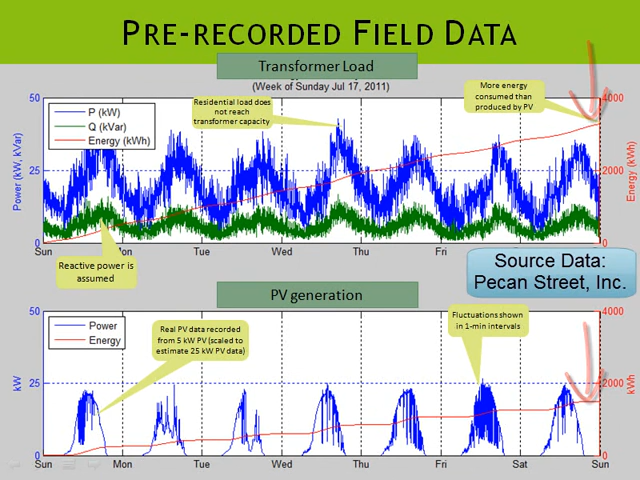 PRE-RECORDED FIELD DATA
Transformer Load
(Week of Sunday Jul 17, 2011)
More energy
consumed than
produced by PV
Residential load does
not reach
transformer capacity
P (kW)
Q (kVar)
Energy (kWh)
50
25
0
Power (kW, kVar)
4000
2000
0
Energy (kWh)
Sun
Mon
Tue
Wed
Thu
Fri
Sat
Reactive power is
assumed
Source Data:
Pecan Street, Inc.
PV generation
Power
Energy
Real PV data recorded
from 5 kW PV (scaled to
estimate 25 kW PV data)
Fluctuations shown
in 1-min intervals
50
25
0
kW
4000
2000
0
kWh
Sun
Mon
Tue
Wed
Thu
Fri
Sat
Sun